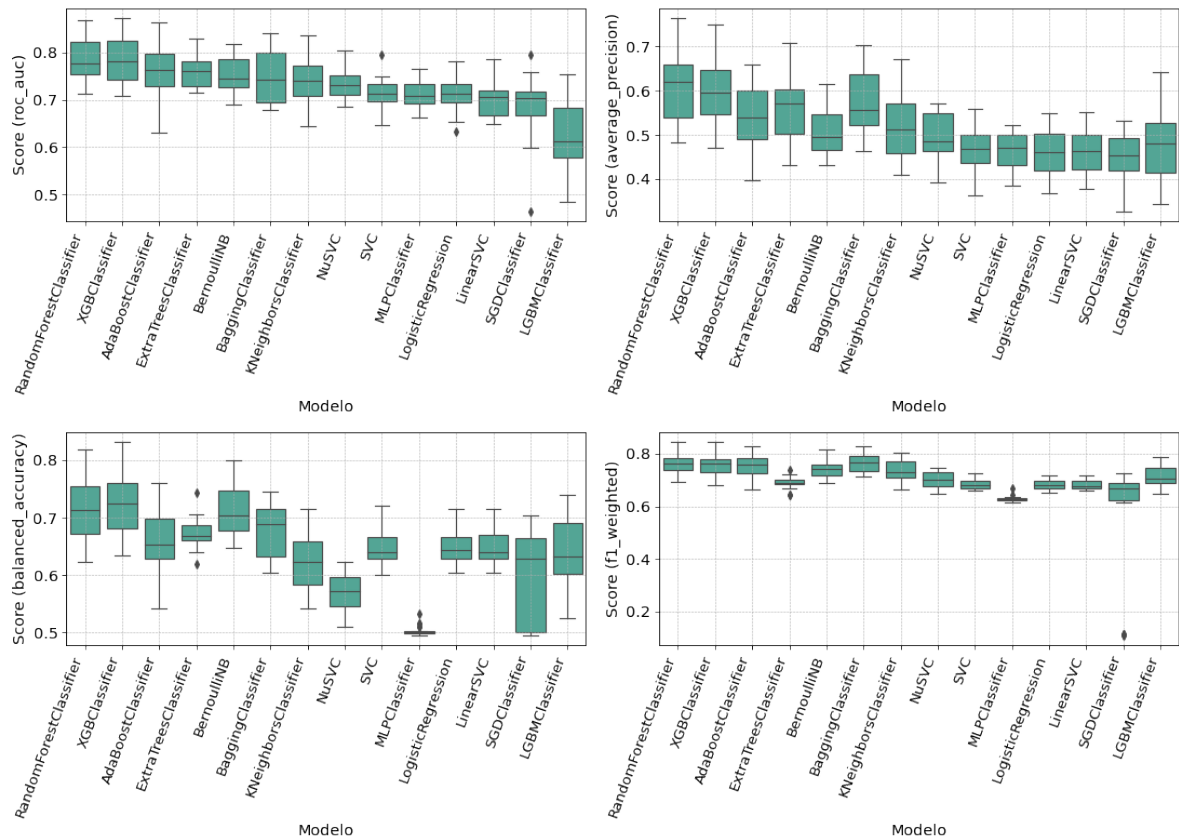 Score (roc_auc)
0.8
0.7
0.6
0.5
RandomForestClassifier
XGBClassifier
AdaBoostClassifier
ExtraTreesClassifier
BernoulliNB
BaggingClassifier
KNeighborsClassifier
NuSVC
SVC
MLPClassifier
LogisticRegression
LinearSVC
SGDClassifier
LGBMClassifier
Modelo
Score (average_precision)
0.7
0.6
0.5
0.4
RandomForestClassifier
XGBClassifier
AdaBoostClassifier
ExtraTreesClassifier
BernoulliNB
BaggingClassifier
KNeighborsClassifier
NuSVC
SVC
MLPClassifier
LogisticRegression
LinearSVC
SGDClassifier
LGBMClassifier
Modelo
Score (balanced_accuracy)
0.8
0.7
0.6
0.5
RandomForestClassifier
XGBClassifier
AdaBoostClassifier
ExtraTreesClassifier
BernoulliNB
BaggingClassifier
KNeighborsClassifier
NuSVC
SVC
MLPClassifier
LogisticRegression
LinearSVC
SGDClassifier
LGBMClassifier
Modelo
Score (f1_weighted)
0.8
0.6
0.4
0.2
RandomForestClassifier
XGBClassifier
AdaBoostClassifier
ExtraTreesClassifier
BernoulliNB
BaggingClassifier
KNeighborsClassifier
NuSVC
SVC
MLPClassifier
LogisticRegression
LinearSVC
SGDClassifier
LGBMClassifier
Modelo